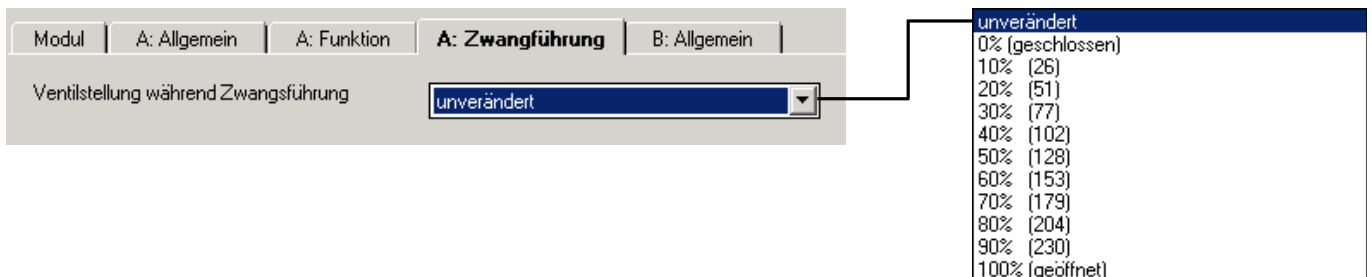 Modul
A: Allgemein
A: Funktion
A: Zwangführung
B: Allgemein
Ventilstellung während Zwangsführung
unverändert
unverändert
0% (geschlossen)
10% (26)
20% (51)
30% (77)
40% (102)
50% (128)
60% (153)
70% (179)
80% (204)
90% (230)
100% (geöffnet)